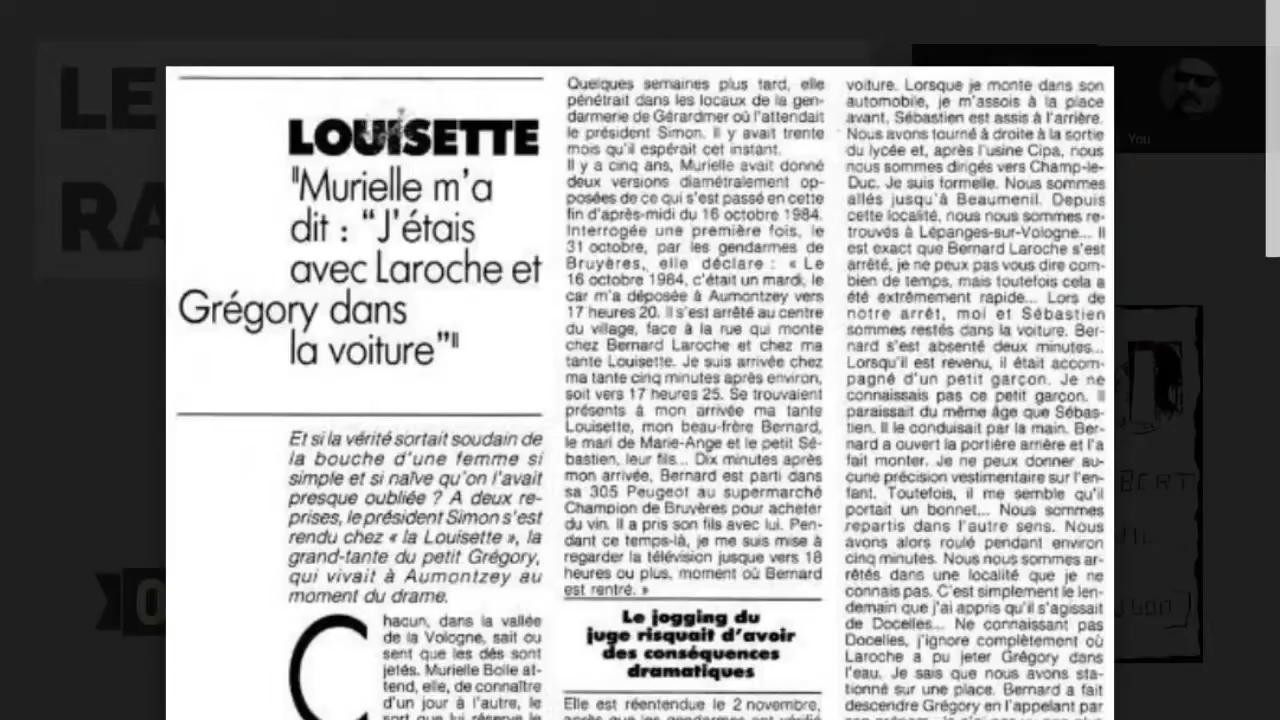 LE
RA
You
LOUISETTE
"Murielle m'a
dit : “J'étais
avec Laroche et
Grégory dans
la voiture”"
Et si la vérité sortait soudain de
la bouche d'une femme si
simple et si naïve qu'on l'avait
presque oubliée ? A deux re-
prises, le président Simon s'est
rendu chez « la Louisette », la
grand-tante du petit Grégory,
qui vivait à Aumontzey au
moment du drame.
Chacun, dans la vallée
de la Vologne, sait ou
sent que les dés sont
jetés. Murielle Bolle at-
tend, elle, de connaître
d'un jour à l'autre, le
sort que lui réserve le
Quelques semaines plus tard, elle
pénétrait dans les locaux de la gen-
darmerie de Gérardmer où l'attendait
le président Simon. Il y avait trente
mois qu'il espérait cet instant.
Il y a cinq ans, Murielle avait donné
deux versions diamétralement op-
posées de ce qui s'est passé en cette
fin d'après-midi du 16 octobre 1984.
Interrogée une première fois, le
31 octobre, par les gendarmes de
Bruyères, elle déclare : « Le
16 octobre 1984, c'était un mardi, le
car m'a déposée à Aumontzey vers
17 heures 20. Il s'est arrêté au centre
du village, face à la rue qui monte
chez Bernard Laroche et chez ma
tante Louisette. Je suis arrivée chez
ma tante cinq minutes après environ,
soit vers 17 heures 25. Se trouvaient
présents à mon arrivée ma tante
Louisette, mon beau-frère Bernard,
le mari de Marie-Ange et le petit Sé-
bastien, leur fils... Dix minutes après
mon arrivée, Bernard est parti dans
sa 305 Peugeot au supermarché
Champion de Bruyères pour acheter
du vin. Il a pris son fils avec lui. Pen-
dant ce temps-là, je me suis mise à
regarder la télévision jusque vers 18
heures ou plus, moment où Bernard
est rentré. »
Le jogging du
juge risquait d'avoir
des conséquences
dramatiques
Elle est réentendue le 2 novembre,
après que les gendarmes ont vérifié
voiture. Lorsque je monte dans son
automobile, je m'assois à la place
avant, Sébastien est assis à l'arrière.
Nous avons tourné à droite à la sortie
du lycée et, après l'usine Cipa, nous
nous sommes dirigés vers Champ-le-
Duc. Je suis formelle. Nous sommes
allés jusqu'à Beaumenil. Depuis
cette localité, nous nous sommes re-
trouvés à Lépanges-sur-Vologne... Il
est exact que Bernard Laroche s'est
arrêté, je ne peux pas vous dire com-
bien de temps, mais toutefois cela a
été extrêmement rapide... Lors de
notre arrêt, moi et Sébastien
sommes restés dans la voiture. Ber-
nard s'est absenté deux minutes...
Lorsqu'il est revenu, il était accom-
pagné d'un petit garçon. Je ne
connaissais pas ce petit garçon. Il
paraissait du même âge que Sébas-
tien. Il le conduisait par la main. Ber-
nard a ouvert la portière arrière et l'a
fait monter. Je ne peux donner au-
cune précision vestimentaire sur l'en-
fant. Toutefois, il me semble qu'il
portait un bonnet... Nous sommes
repartis dans l'autre sens. Nous
avons alors roulé pendant environ
cinq minutes. Nous nous sommes ar-
rêtés dans une localité que je ne
connais pas. C'est simplement le len-
demain que j'ai appris qu'il s'agissait
de Docelles... Ne connaissant pas
Docelles, j'ignore complètement où
Laroche a pu jeter Grégory dans
l'eau. Je sais que nous avons sta-
tionné sur une place. Bernard a fait
descendre Grégory en l'appelant par